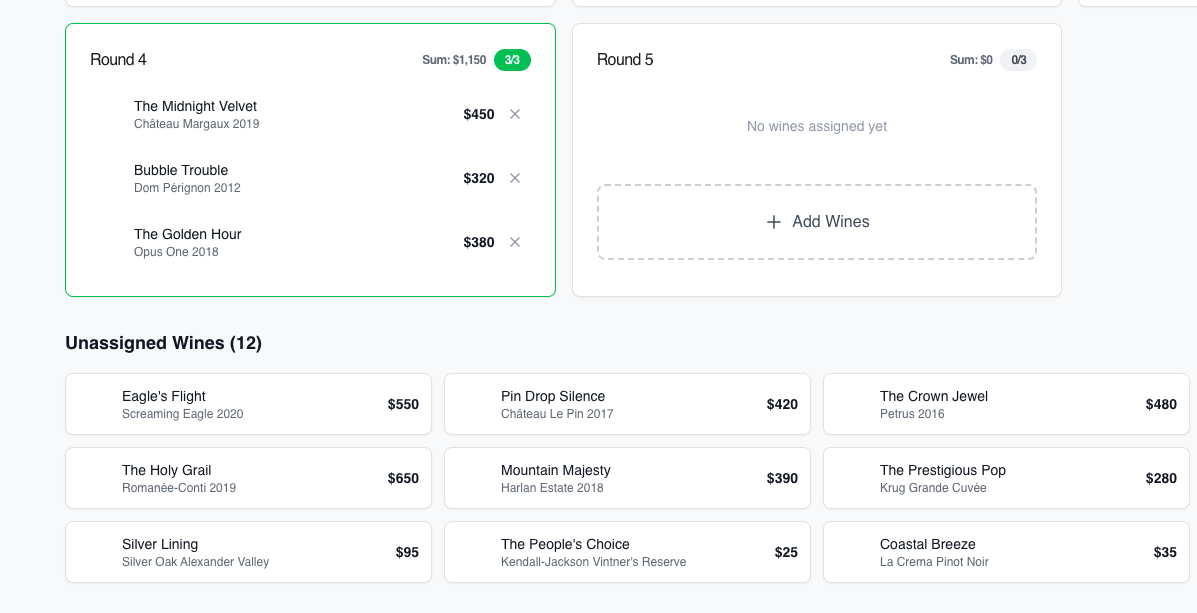 Round 4
Sum: $1,150 3/3
The Midnight Velvet
Château Margaux 2019
$450
Bubble Trouble
Dom Pérignon 2012
$320
The Golden Hour
Opus One 2018
$380
Round 5
Sum: $0 0/3
No wines assigned yet
+ Add Wines
Unassigned Wines (12)
Eagle's Flight
Screaming Eagle 2020
$550
Pin Drop Silence
Château Le Pin 2017
$420
The Crown Jewel
Petrus 2016
$480
The Holy Grail
Romanée-Conti 2019
$650
Mountain Majesty
Harlan Estate 2018
$390
The Prestigious Pop
Krug Grande Cuvée
$280
Silver Lining
Silver Oak Alexander Valley
$95
The People's Choice
Kendall-Jackson Vintner's Reserve
$25
Coastal Breeze
La Crema Pinot Noir
$35